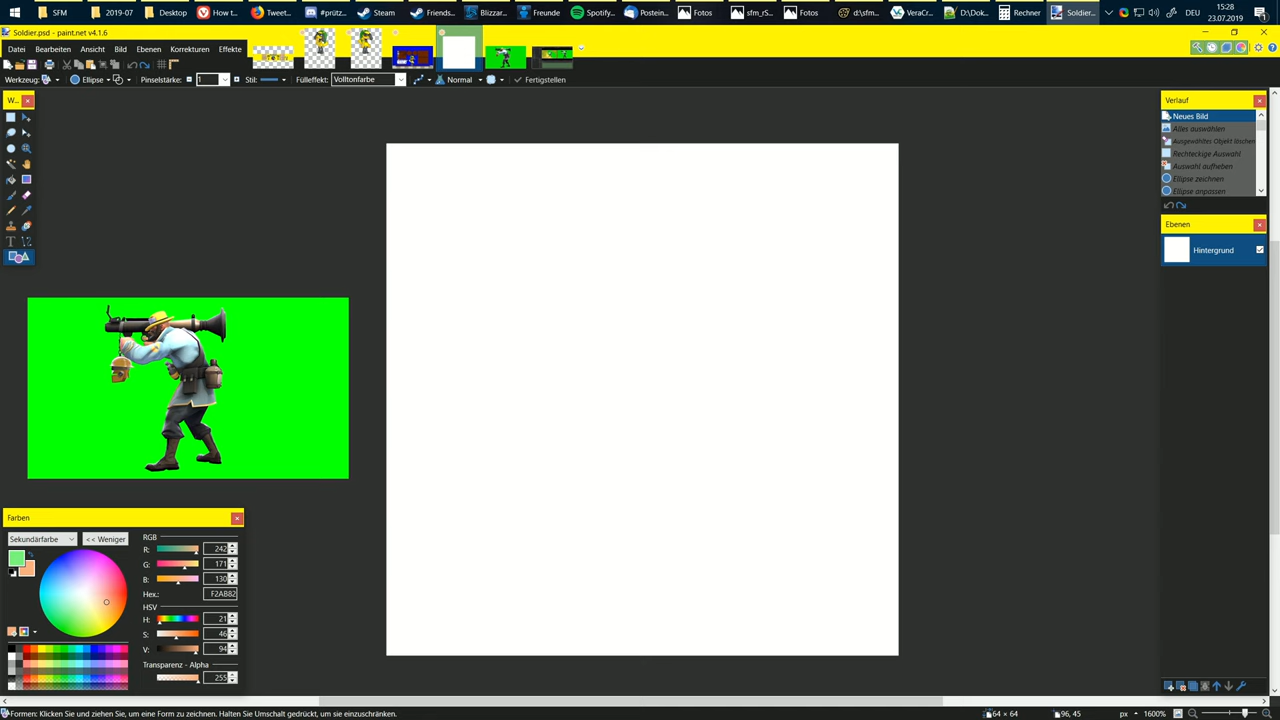 SFM
2019-07
Desktop
How t...
Tweet...
#prütz...
Steam
Friends...
Blizzar...
Freunde
Spotify...
Postein...
Fotos
sfm_rS...
Fotos
d:\sfm...
VeraCr...
D:\Dok...
Rechner
Soldier...
DEU
15:28
23.07.2019
Soldier.psd - paint.net v4.1.6
Datei
Bearbeiten
Ansicht
Bild
Ebenen
Korrekturen
Effekte
Werkzeug:
Ellipse
Pinselstärke:
1
Stil:
Fülleffekt:
Volltonfarbe
Normal
Fertigstellen
W...
Verlauf
Neues Bild
Alles auswählen
Ausgewähltes Objekt löschen
Rechteckige Auswahl
Auswahl aufheben
Ellipse zeichnen
Ellipse anpassen
Ebenen
Hintergrund
Farben
Sekundärfarbe
<< Weniger
RGB
R:
242
G:
171
B:
130
Hex.:
F2AB82
HSV
H:
21
S:
46
V:
94
Transparenz - Alpha
255
Formen: Klicken Sie und ziehen Sie, um eine Form zu zeichnen. Halten Sie Umschalt gedrückt, um sie einzuschränken.
64 × 64
96, 45
px
1600%